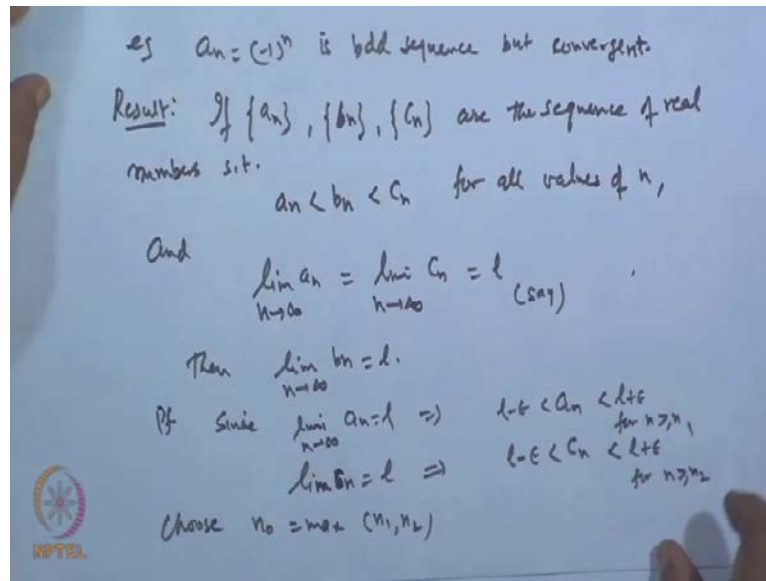 eg an = (-1)^n is bdd sequence but convergent.
Result: If {an}, {bn}, {Cn} are the sequence of real
numbers s.t.
an < bn < Cn for all values of n,
And
lim an = lim Cn = l (say)
n→∞ n→∞
Then lim bn = l.
n→∞
Pf Since lim an = l ⇒ l-ϵ < an < l+ϵ
n→∞ for n ≥ n1
lim Cn = l ⇒ l-ϵ < Cn < l+ϵ
for n ≥ n2
Choose n0 = max (n1, n2)
NPTEL